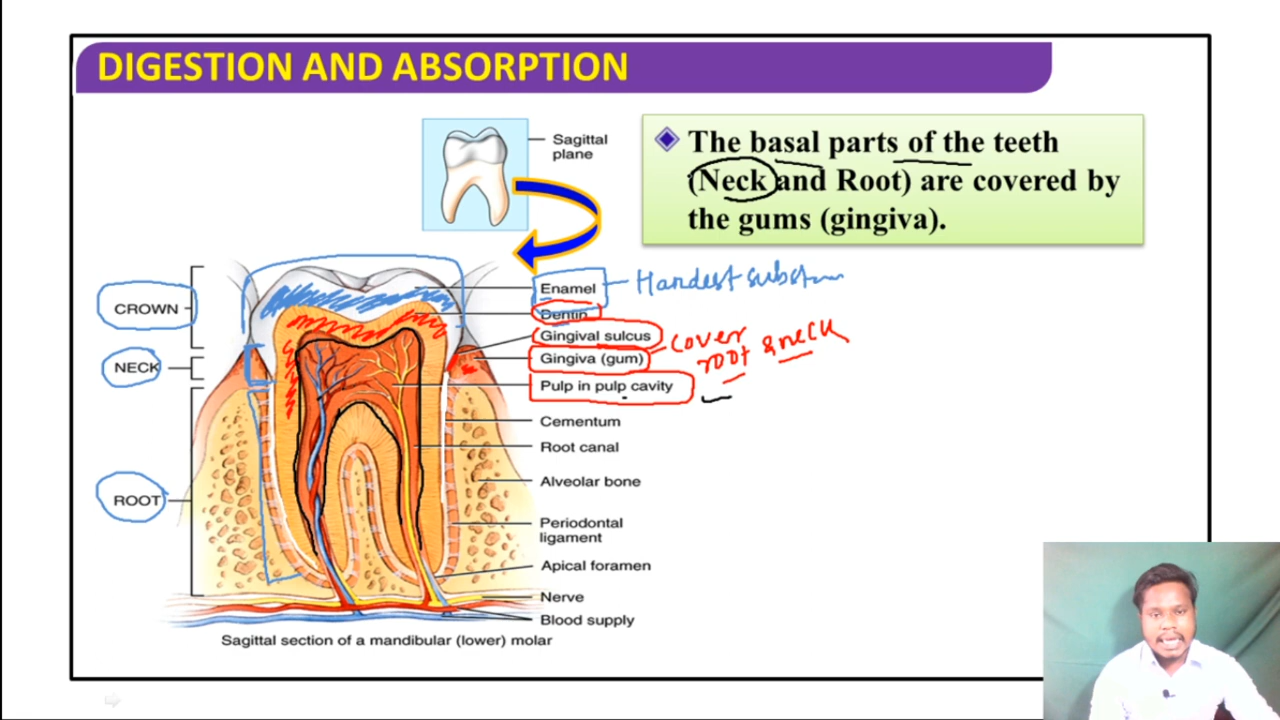 DIGESTION AND ABSORPTION
Sagittal
plane
The basal parts of the teeth
(Neck and Root) are covered by
the gums (gingiva).
CROWN
NECK
ROOT
Enamel
Hardest
Dentin
Gingival sulcus
Gingiva (gum)
cover
root & neck
Pulp in pulp cavity
Cementum
Root canal
Alveolar bone
Periodontal
ligament
Apical foramen
Nerve
Blood supply
Sagittal section of a mandibular (lower) molar